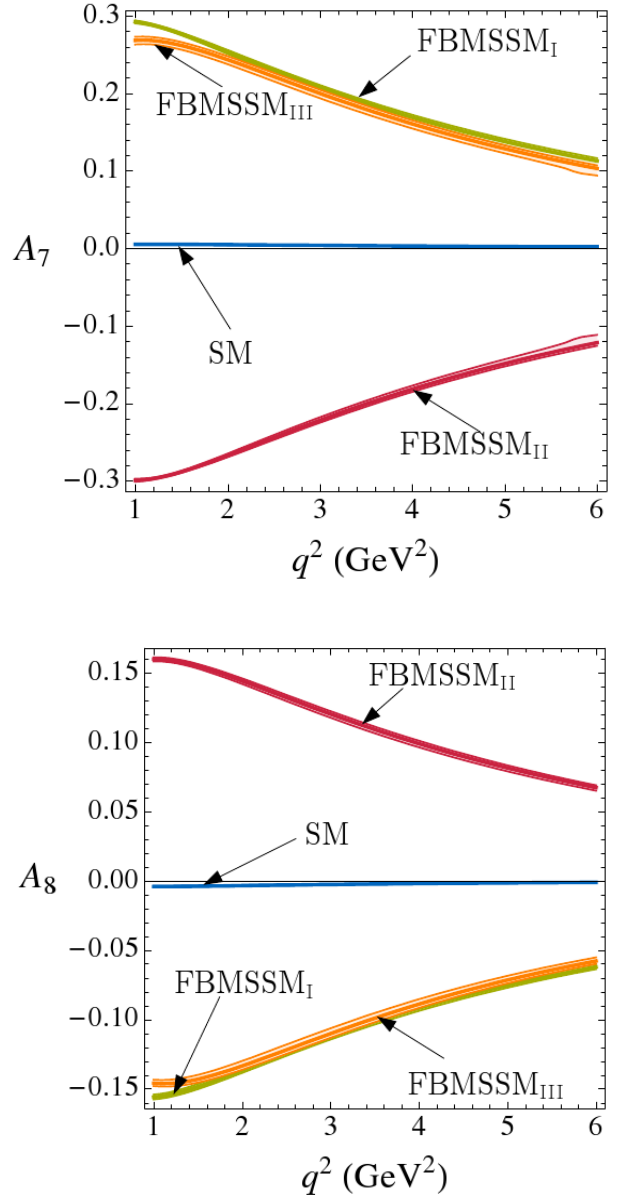 0.3
FBMSSM_I
0.2
FBMSSM_III
0.1
A_7
0.0
SM
−0.1
−0.2
FBMSSM_II
−0.3
1 2 3 4 5 6
q^2 (GeV^2)
0.15
FBMSSM_II
0.10
0.05
SM
A_8
0.00
−0.05
FBMSSM_I
−0.10
FBMSSM_III
−0.15
1 2 3 4 5 6
q^2 (GeV^2)